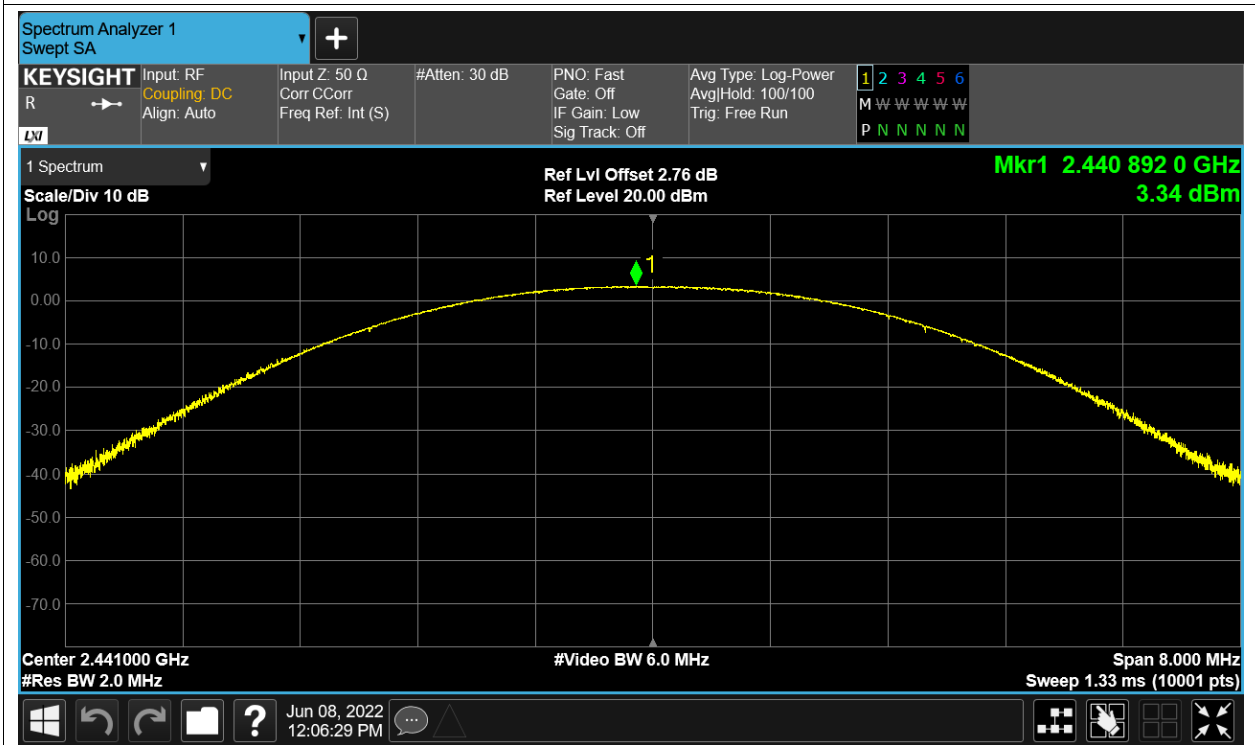 Spectrum Analyzer 1
Swept SA
KEYSIGHT
R
LXI
Input: RF
Coupling: DC
Align: Auto
Input Z: 50 Ω
Corr CCorr
Freq Ref: Int (S)
#Atten: 30 dB
PNO: Fast
Gate: Off
IF Gain: Low
Sig Track: Off
Avg Type: Log-Power
Avg|Hold: 100/100
Trig: Free Run
1 2 3 4 5 6
M W W W W W
P N N N N N
1 Spectrum
Scale/Div 10 dB
Log
Ref Lvl Offset 2.76 dB
Ref Level 20.00 dBm
Mkr1 2.440 892 0 GHz
3.34 dBm
1
10.0
0.00
-10.0
-20.0
-30.0
-40.0
-50.0
-60.0
-70.0
Center 2.441000 GHz
#Res BW 2.0 MHz
#Video BW 6.0 MHz
Span 8.000 MHz
Sweep 1.33 ms (10001 pts)
?
Jun 08, 2022
12:06:29 PM